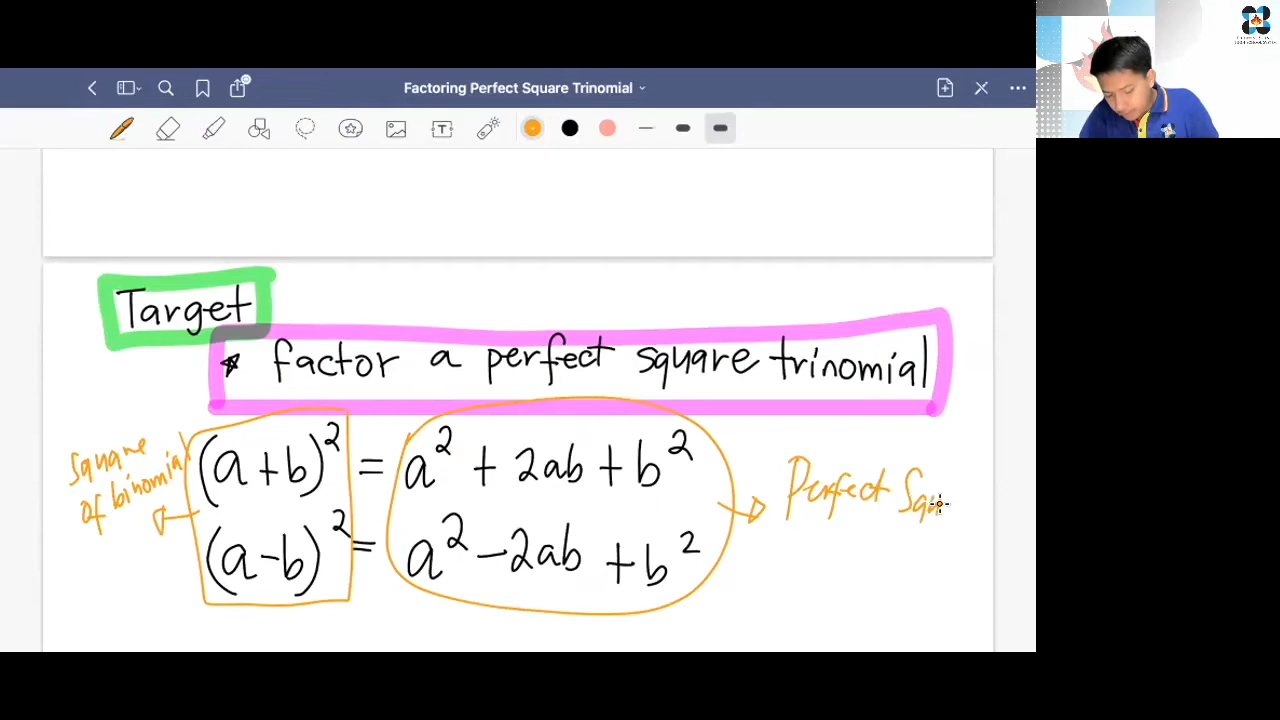 Factoring Perfect Square Trinomial
T
Target
* factor a perfect square trinomial
(a+b)² = a² + 2ab + b²
(a-b)² = a² - 2ab + b²
Square
of binomial
Perfect Squ